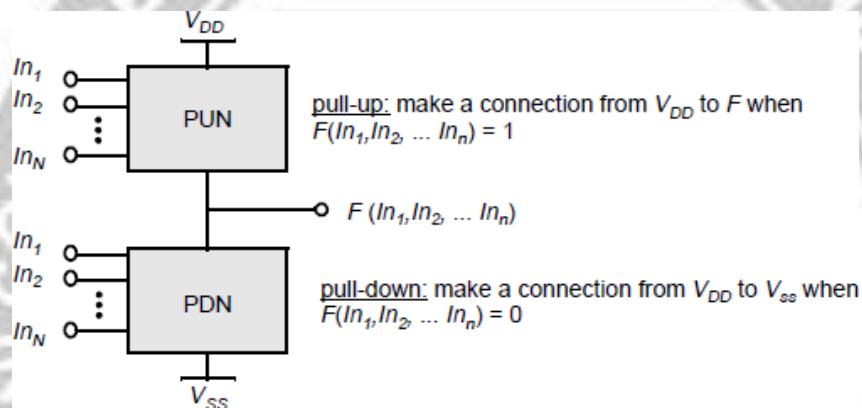 V_DD
In_1
In_2
In_N
PUN
pull-up: make a connection from V_DD to F when
F(In_1,In_2, ... In_n) = 1
F (In_1,In_2, ... In_n)
In_1
In_2
In_N
PDN
pull-down: make a connection from V_DD to V_ss when
F(In_1,In_2, ... In_n) = 0
V_SS